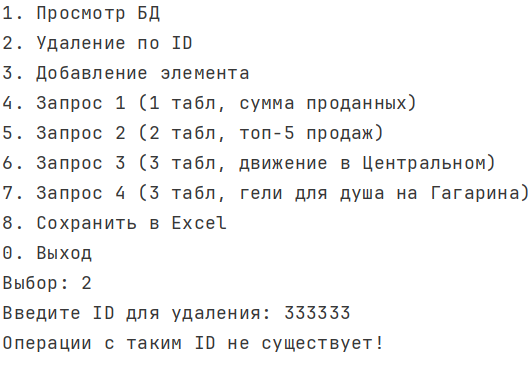 1. Просмотр БД
2. Удаление по ID
3. Добавление элемента
4. Запрос 1 (1 табл, сумма проданных)
5. Запрос 2 (2 табл, топ-5 продаж)
6. Запрос 3 (3 табл, движение в Центральном)
7. Запрос 4 (3 табл, гели для душа на Гагарина)
8. Сохранить в Excel
0. Выход
Выбор: 2
Введите ID для удаления: 333333
Операции с таким ID не существует!